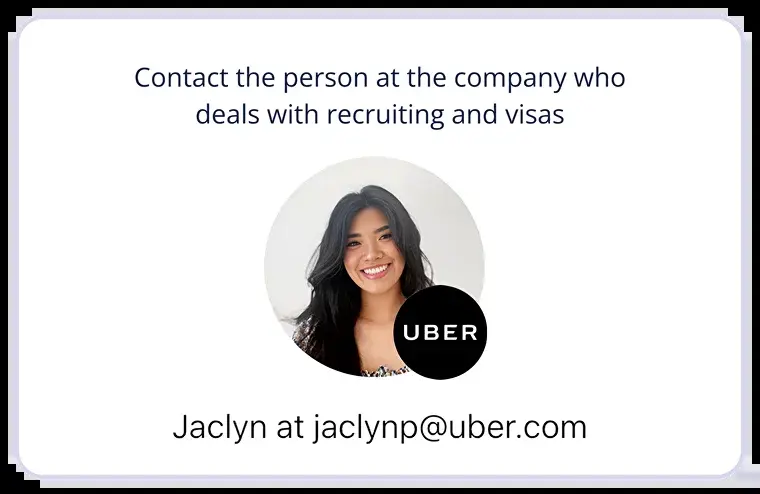 Contact the person at the company who
deals with recruiting and visas
UBER
Jaclyn at jaclynp@uber.com